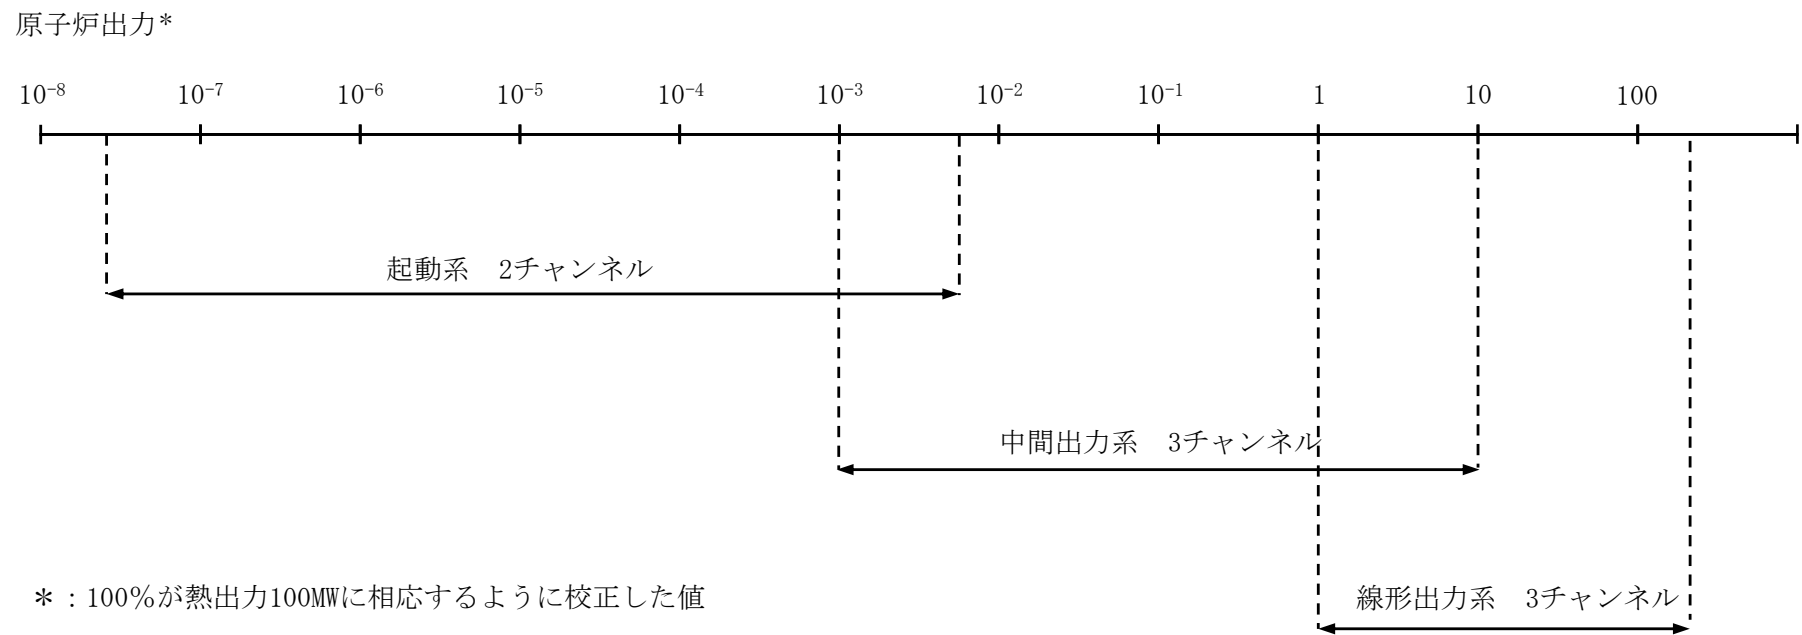 原子炉出力*
10⁻⁸ 10⁻⁷ 10⁻⁶ 10⁻⁵ 10⁻⁴ 10⁻³ 10⁻² 10⁻¹ 1 10 100
起動系　2チャンネル
中間出力系　3チャンネル
線形出力系　3チャンネル
＊：100％が熱出力100MWに相応するように校正した値